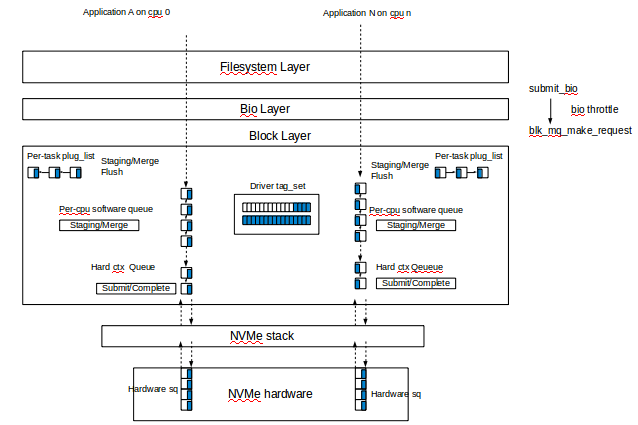 Application A on cpu 0
Application N on cpu n
Filesystem Layer
submit_bio
Bio Layer
bio throttle
blk_mq_make_request
Block Layer
Per-task plug_list
Staging/Merge
Flush
Staging/Merge
Flush
Per-task plug_list
Driver tag_set
Per-cpu software queue
Staging/Merge
Per-cpu software queue
Staging/Merge
Hard ctx Queue
Submit/Complete
Hard ctx Qeueue
Submit/Complete
NVMe stack
Hardware sq
NVMe hardware
Hardware sq